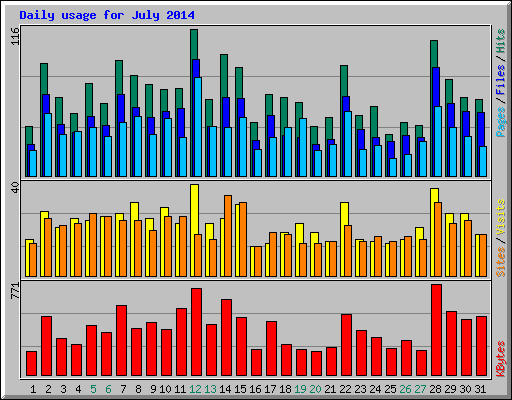 Daily usage for July 2014
116
Pages / Files / Hits
40
Sites / Visits
771
KBytes
1 2 3 4 5 6 7 8 9 10 11 12 13 14 15 16 17 18 19 20 21 22 23 24 25 26 27 28 29 30 31